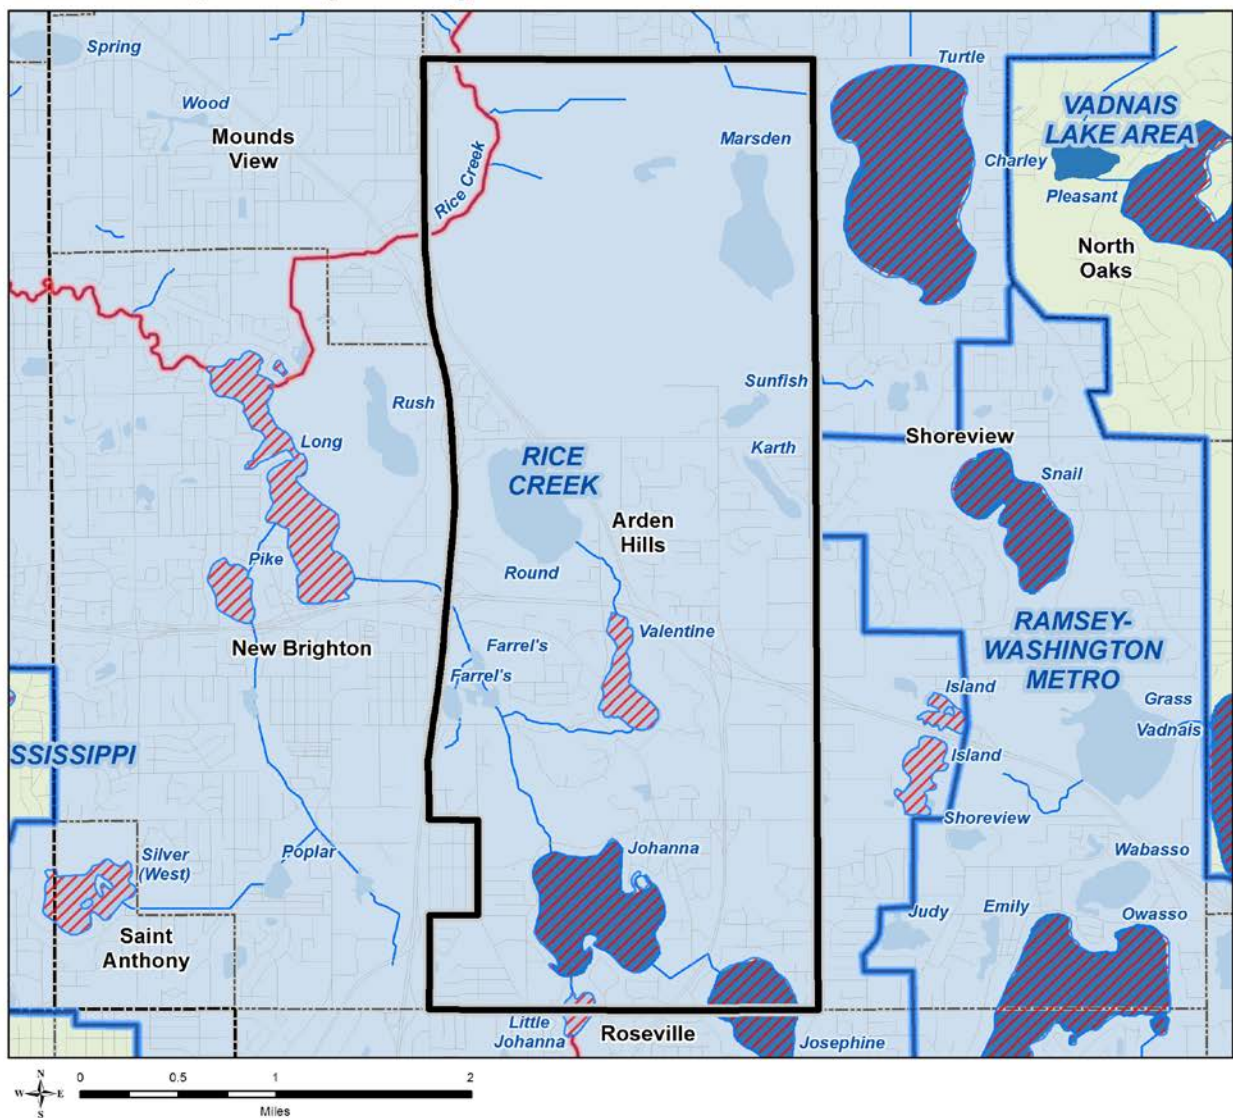 Spring
Turtle
Wood
VADNAIS
LAKE AREA
Mounds
View
Marsden
Charley
Rice Creek
Pleasant
North
Oaks
Sunfish
Rush
Shoreview
Long
RICE
CREEK
Karth
Snail
Arden
Hills
Pike
Round
New Brighton
Farrel's
Valentine
RAMSEY-
WASHINGTON
METRO
Farrel's
Island
Grass
Vadnais
SSISSIPPI
Island
Shoreview
Silver
(West)
Poplar
Johanna
Wabasso
Judy
Emily
Owasso
Saint
Anthony
Little
Johanna
Roseville
Josephine
N
W
E
S
0
0.5
1
2
Miles